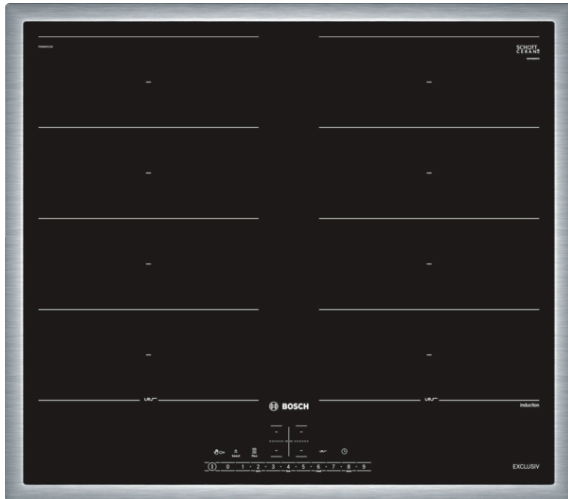 SCHOTT
CERAN
BOSCH
Induction
0 1 • 2 • 3 • 4 • 5 • 6 • 7 • 8 • 9
EXCLUSIV